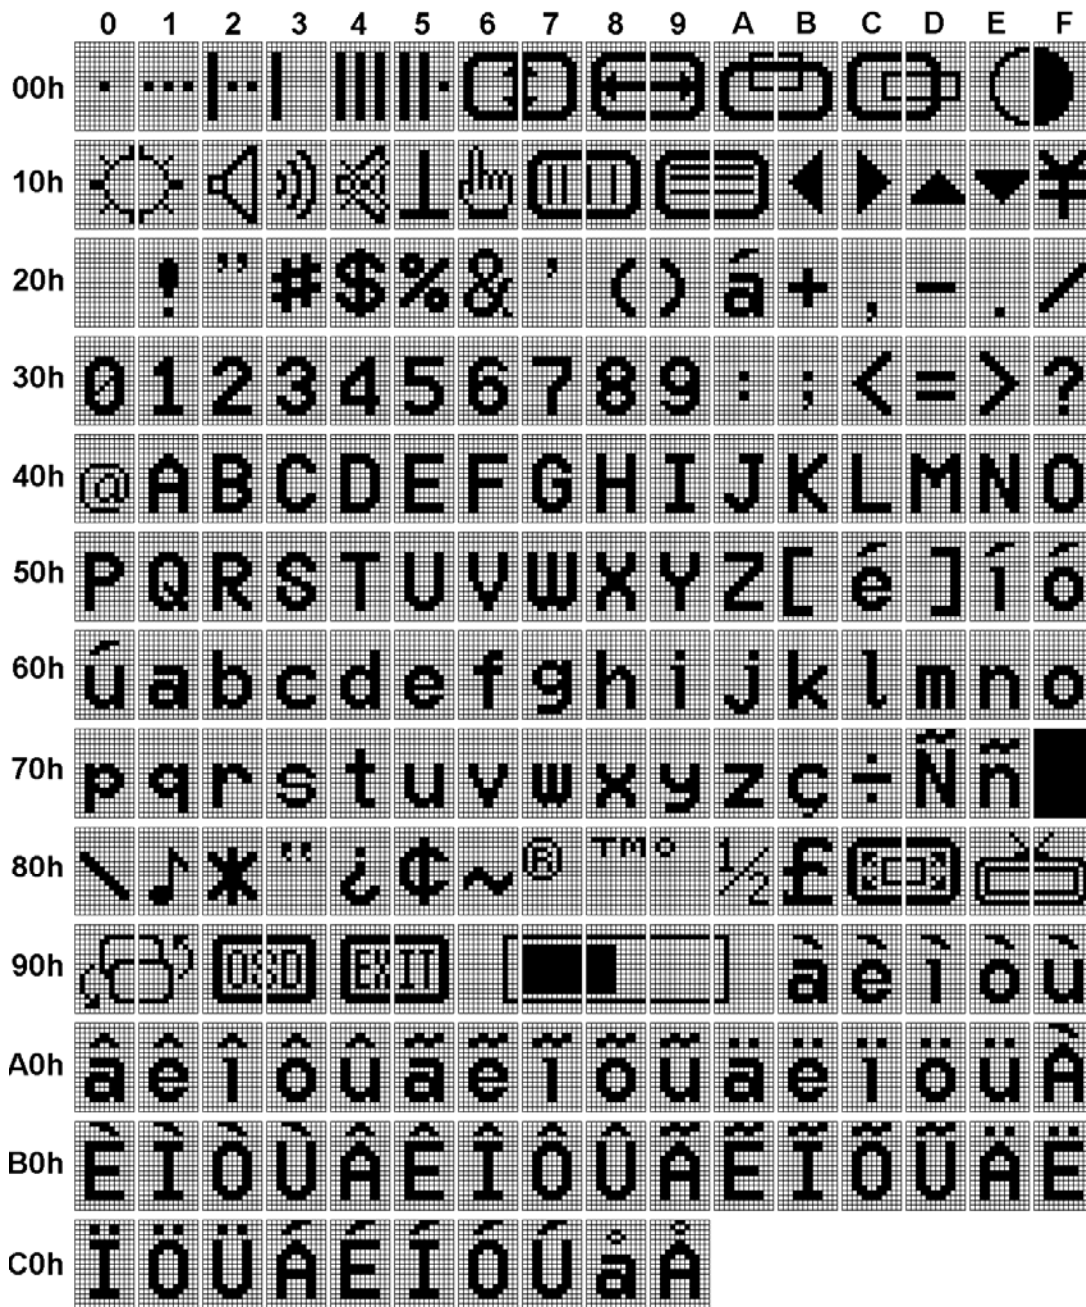 0 1 2 3 4 5 6 7 8 9 A B C D E F
00h
10h ◀ ▶ ▲ ▼ ¥
20h ! ” # $ % & ’ ( ) á + , - . /
30h 0 1 2 3 4 5 6 7 8 9 : ; < = > ?
40h @ A B C D E F G H I J K L M N O
50h P Q R S T U V W X Y Z [ é ] í ó
60h ú a b c d e f g h i j k l m n o
70h p q r s t u v w x y z ç ÷ Ñ ñ █
80h \ ♪ * “ ¿ ¢ ~ ® ™ ° ½ £
90h OSD EXIT à è ì ò ù
A0h â ê î ô û ã ẽ ĩ õ ũ ä ë ï ö ü À
B0h È Ì Ò Ù Â Ê Î Ô Û Ã Ẽ Ĩ Õ Ũ Ä Ë
C0h Ï Ö Ü Á É Í Ó Ú å Å